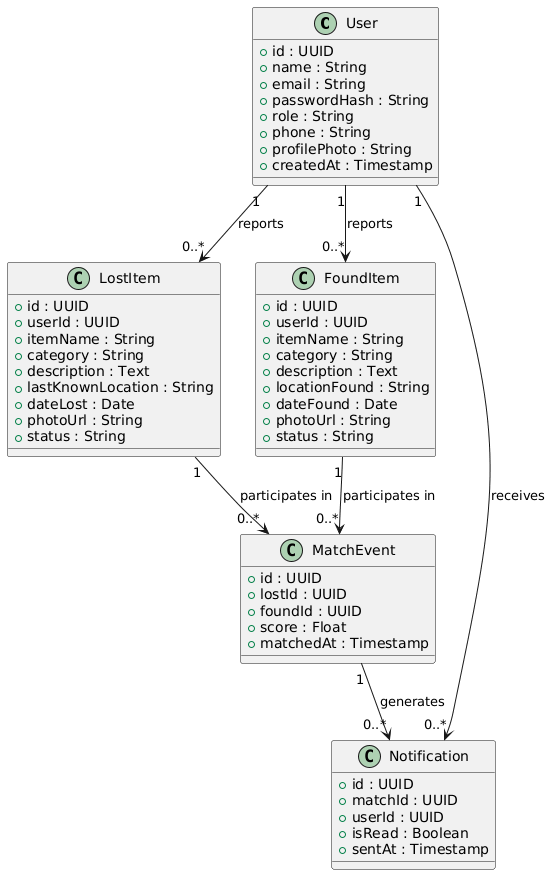 C User
id : UUID
name : String
email : String
passwordHash : String
role : String
phone : String
profilePhoto : String
createdAt : Timestamp
1
1
1
reports
reports
0..*
0..*
C LostItem
id : UUID
userId : UUID
itemName : String
category : String
description : Text
lastKnownLocation : String
dateLost : Date
photoUrl : String
status : String
C FoundItem
id : UUID
userId : UUID
itemName : String
category : String
description : Text
locationFound : String
dateFound : Date
photoUrl : String
status : String
1
1
participates in
participates in
receives
0..*
0..*
C MatchEvent
id : UUID
lostId : UUID
foundId : UUID
score : Float
matchedAt : Timestamp
1
generates
0..*
0..*
C Notification
id : UUID
matchId : UUID
userId : UUID
isRead : Boolean
sentAt : Timestamp